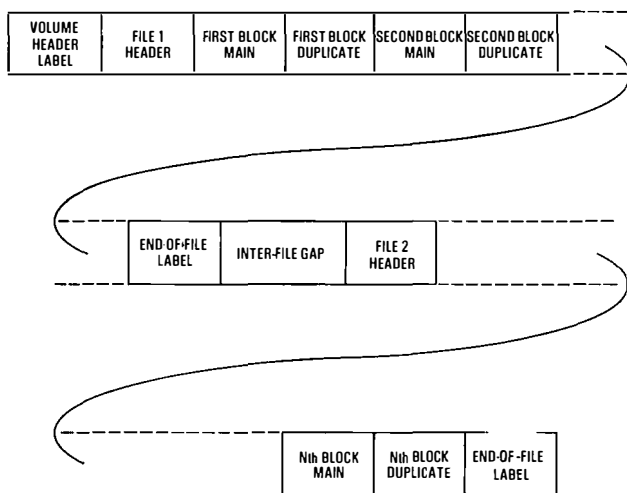 VOLUME
HEADER
LABEL
FILE 1
HEADER
FIRST BLOCK
MAIN
FIRST BLOCK
DUPLICATE
SECOND BLOCK
MAIN
SECOND BLOCK
DUPLICATE
END-OF-FILE
LABEL
INTER-FILE GAP
FILE 2
HEADER
Nth BLOCK
MAIN
Nth BLOCK
DUPLICATE
END-OF-FILE
LABEL